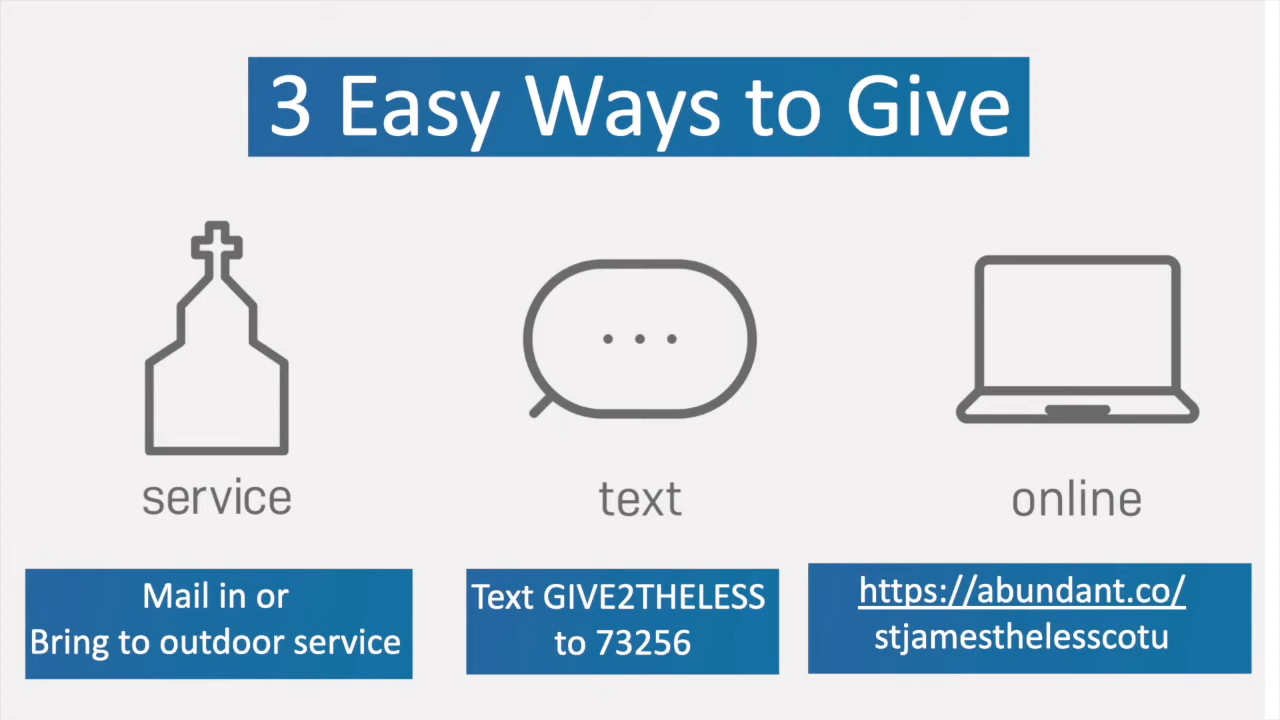 3 Easy Ways to Give
service
text
online
Mail in or
Bring to outdoor service
Text GIVE2THELESS
to 73256
https://abundant.co/
stjamesthelesscotu